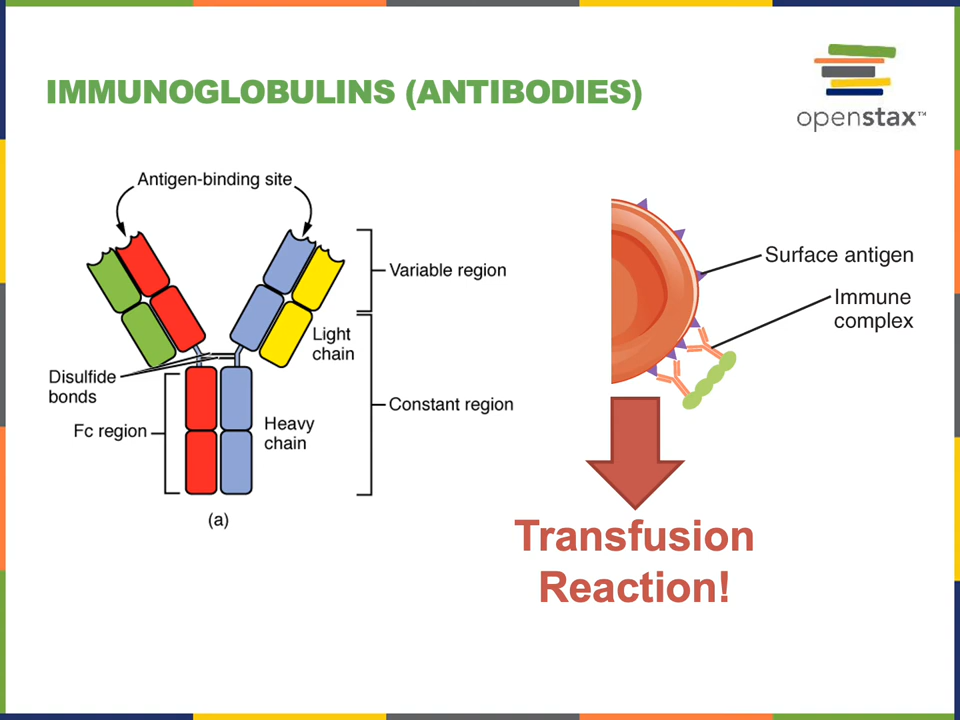 IMMUNOGLOBULINS (ANTIBODIES)
openstax™
Antigen-binding site
Variable region
Light
chain
Disulfide
bonds
Constant region
Fc region
Heavy
chain
(a)
Surface antigen
Immune
complex
Transfusion
Reaction!